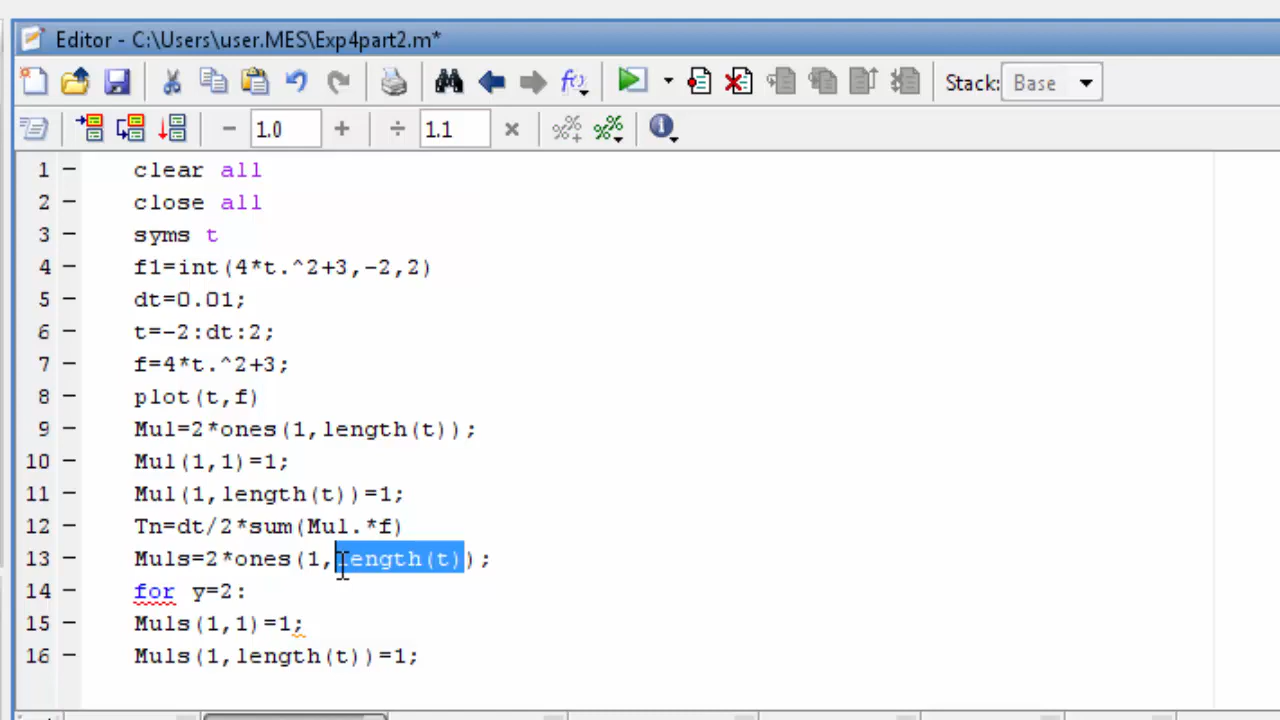 Editor - C:\Users\user.MES\Exp4part2.m*
Stack: Base
1.0 1.1
1 clear all
2 close all
3 syms t
4 f1=int(4*t.^2+3,-2,2)
5 dt=0.01;
6 t=-2:dt:2;
7 f=4*t.^2+3;
8 plot(t,f)
9 Mul=2*ones(1,length(t));
10 Mul(1,1)=1;
11 Mul(1,length(t))=1;
12 Tn=dt/2*sum(Mul.*f)
13 Muls=2*ones(1,length(t));
14 for y=2:
15 Muls(1,1)=1;
16 Muls(1,length(t))=1;